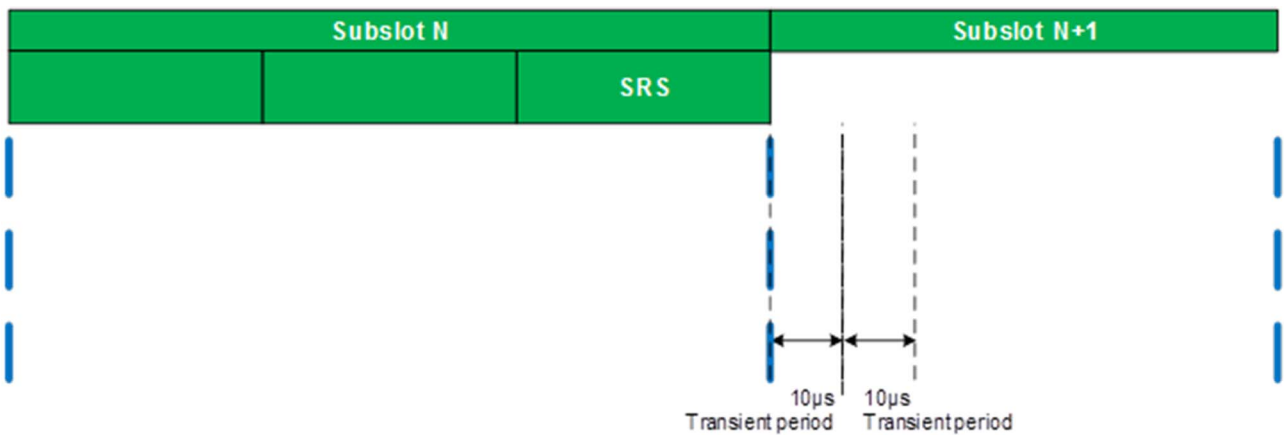 Subslot N
Subslot N+1
SRS
10µs
Transient period
10µs
Transient period